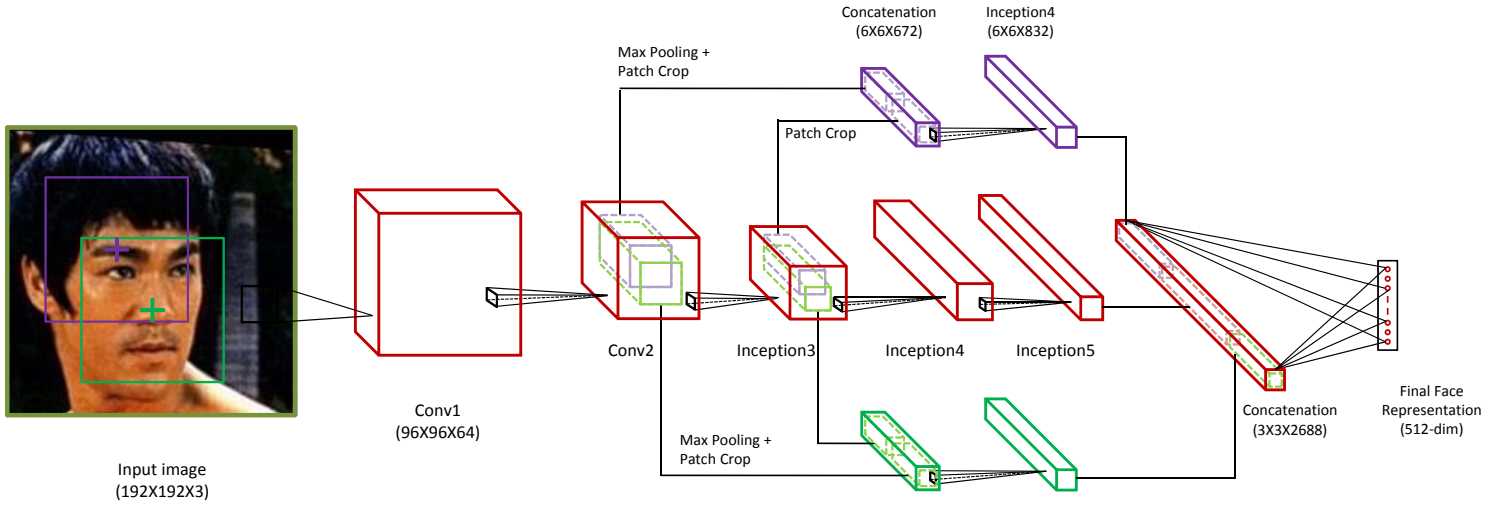 Concatenation
(6X6X672)
Inception4
(6X6X832)
Max Pooling +
Patch Crop
Patch Crop
Conv2
Inception3
Inception4
Inception5
Conv1
(96X96X64)
Max Pooling +
Patch Crop
Concatenation
(3X3X2688)
Final Face
Representation
(512-dim)
Input image
(192X192X3)